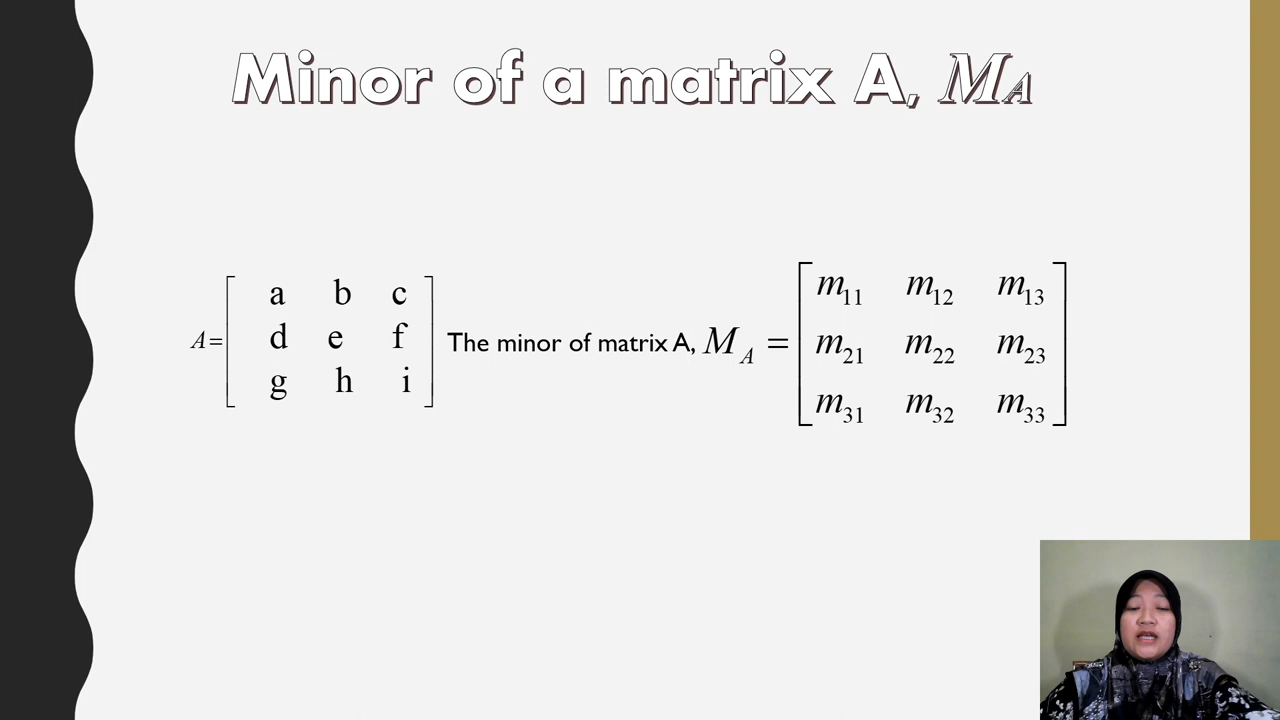 Minor of a matrix A, M_A
A = [ a b c
d e f
g h i ]
The minor of matrix A, M_A = [ m_11 m_12 m_13
m_21 m_22 m_23
m_31 m_32 m_33 ]